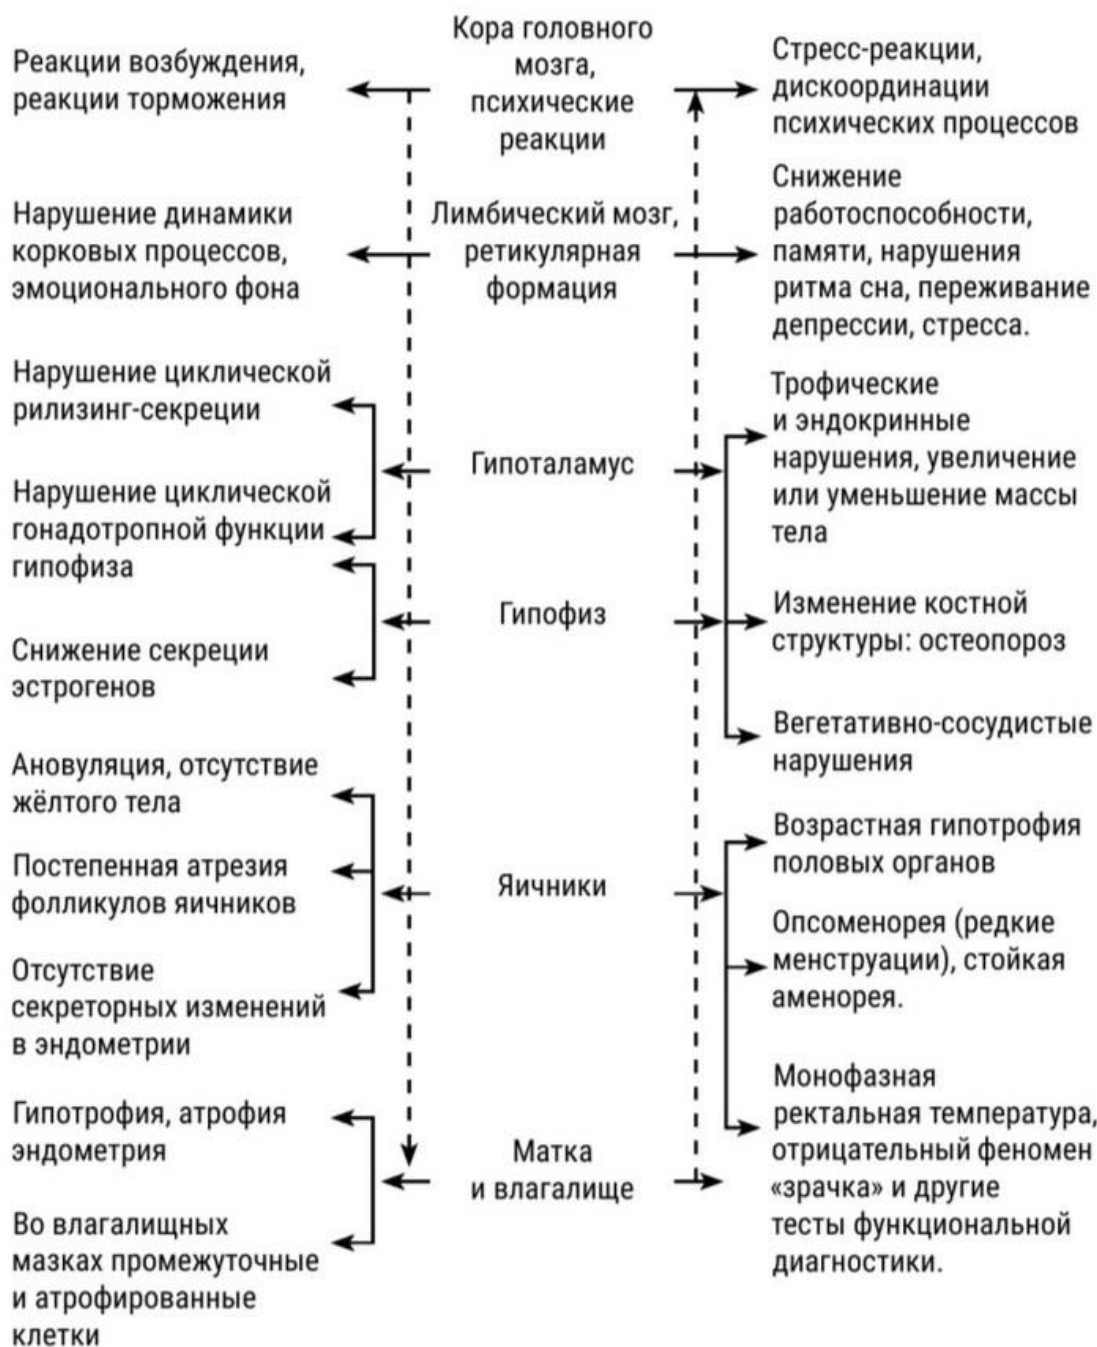 Реакции возбуждения,
реакции торможения
Кора головного
мозга,
психические
реакции
Стресс-реакции,
дискоординации
психических процессов
Нарушение динамики
корковых процессов,
эмоционального фона
Лимбический мозг,
ретикулярная
формация
Снижение
работоспособности,
памяти, нарушения
ритма сна, переживание
депрессии, стресса.
Нарушение циклической
рилизинг-секреции
Нарушение циклической
гонадотропной функции
гипофиза
Гипоталамус
Трофические
и эндокринные
нарушения, увеличение
или уменьшение массы
тела
Снижение секреции
эстрогенов
Гипофиз
Изменение костной
структуры: остеопороз
Вегетативно-сосудистые
нарушения
Ановуляция, отсутствие
жёлтого тела
Постепенная атрезия
фолликулов яичников
Отсутствие
секреторных изменений
в эндометрии
Яичники
Возрастная гипотрофия
половых органов
Опсоменорея (редкие
менструации), стойкая
аменорея.
Монофазная
ректальная температура,
отрицательный феномен
«зрачка» и другие
тесты функциональной
диагностики.
Гипотрофия, атрофия
эндометрия
Во влагалищных
мазках промежуточные
и атрофированные
клетки
Матка
и влагалище